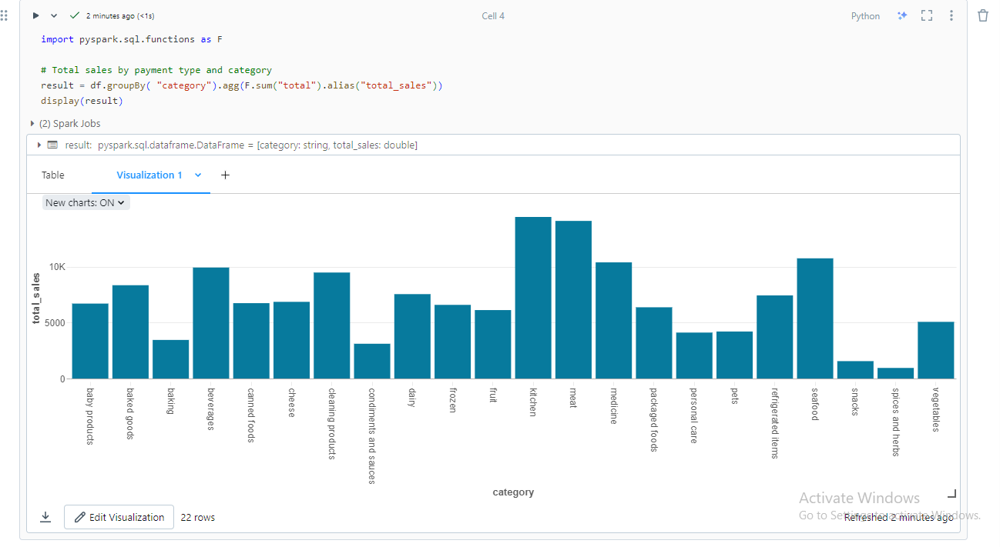 2 minutes ago (<1s)
Cell 4
Python
import pyspark.sql.functions as F
# Total sales by payment type and category
result = df.groupBy( "category").agg(F.sum("total").alias("total_sales"))
display(result)
(2) Spark Jobs
result: pyspark.sql.dataframe.DataFrame = [category: string, total_sales: double]
Table
Visualization 1
+
New charts: ON
total_sales
10K
5000
0
baby products
baked goods
baking
beverages
canned foods
cheese
cleaning products
condiments and sauces
dairy
frozen
fruit
kitchen
meat
medicine
packaged foods
personal care
pets
refrigerated items
seafood
snacks
spices and herbs
vegetables
category
Edit Visualization
22 rows
Activate Windows
Go to Settings to activate Windows.
Refreshed 2 minutes ago